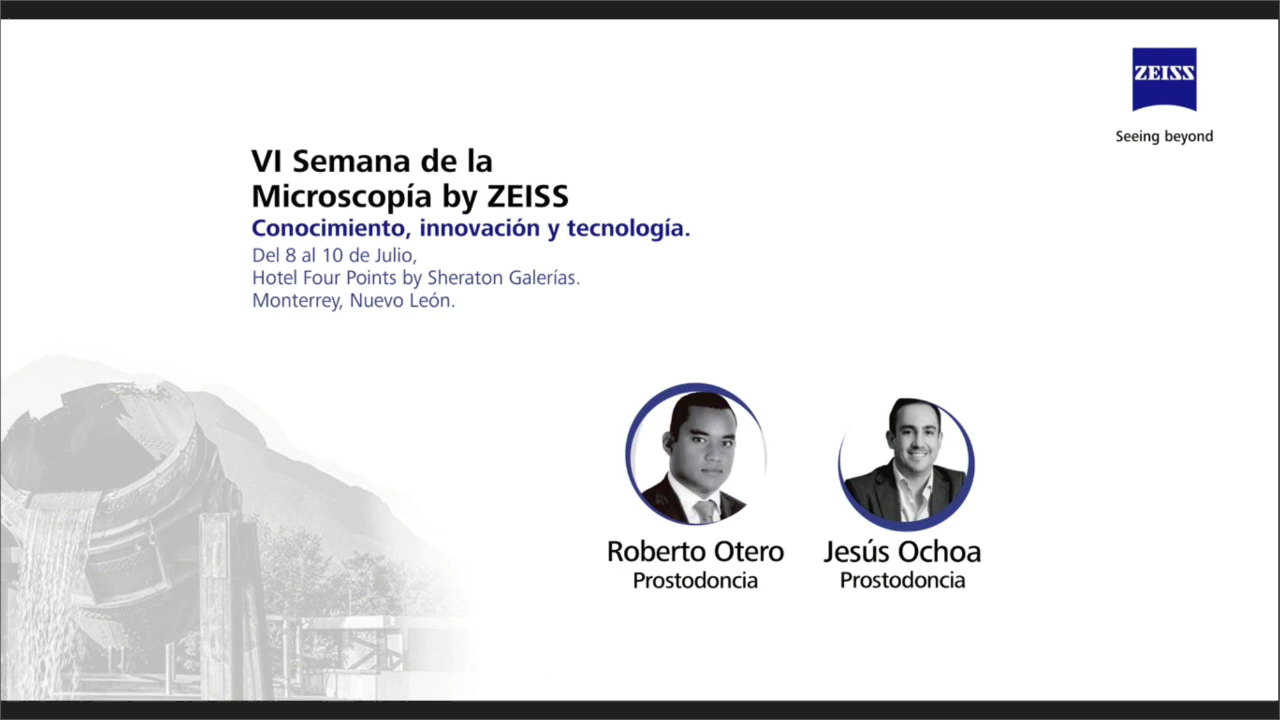 ZEISS
Seeing beyond
VI Semana de la
Microscopía by ZEISS
Conocimiento, innovación y tecnología.
Del 8 al 10 de Julio,
Hotel Four Points by Sheraton Galerías.
Monterrey, Nuevo León.
Roberto Otero
Prostodoncia
Jesús Ochoa
Prostodoncia